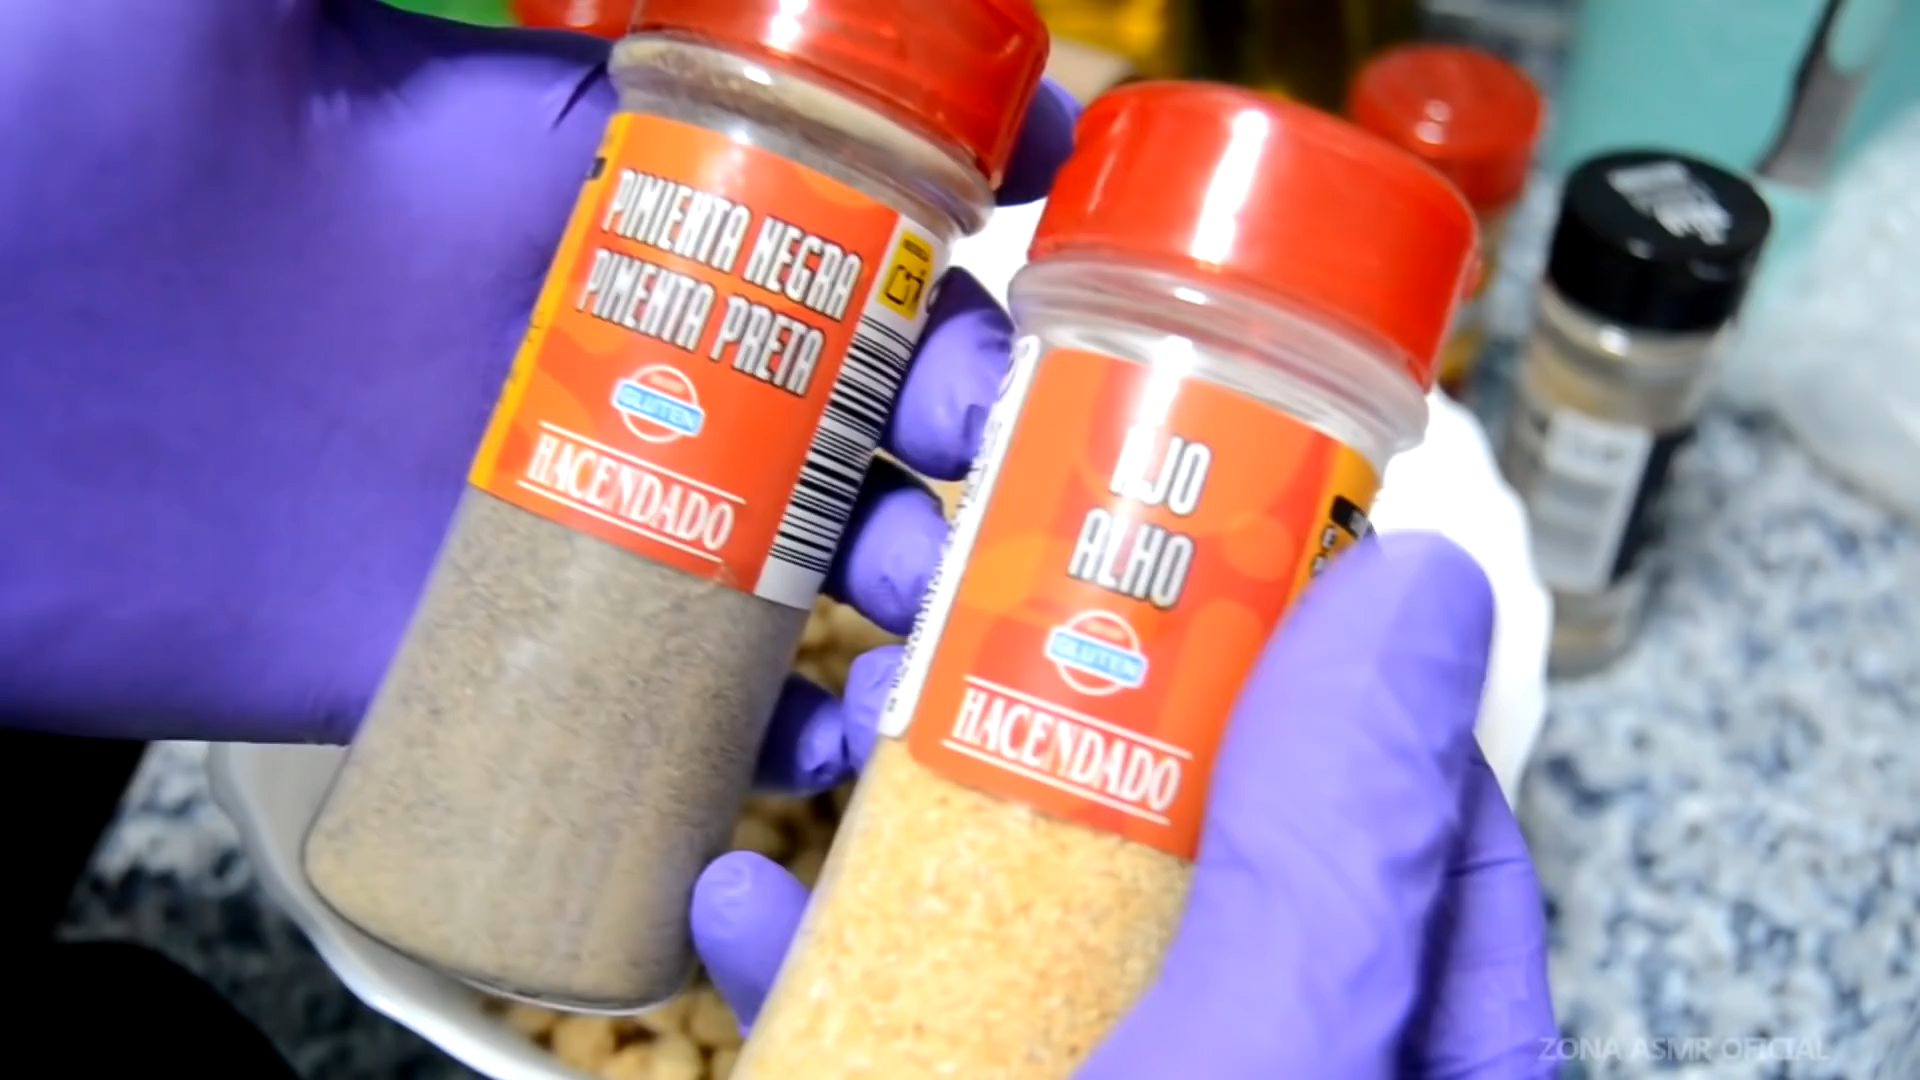 PIMIENTA NEGRA
PIMENTA PRETA
GLUTEN
HACENDADO
AJO
ALHO
GLUTEN
HACENDADO
ZONA ASMR OFICIAL